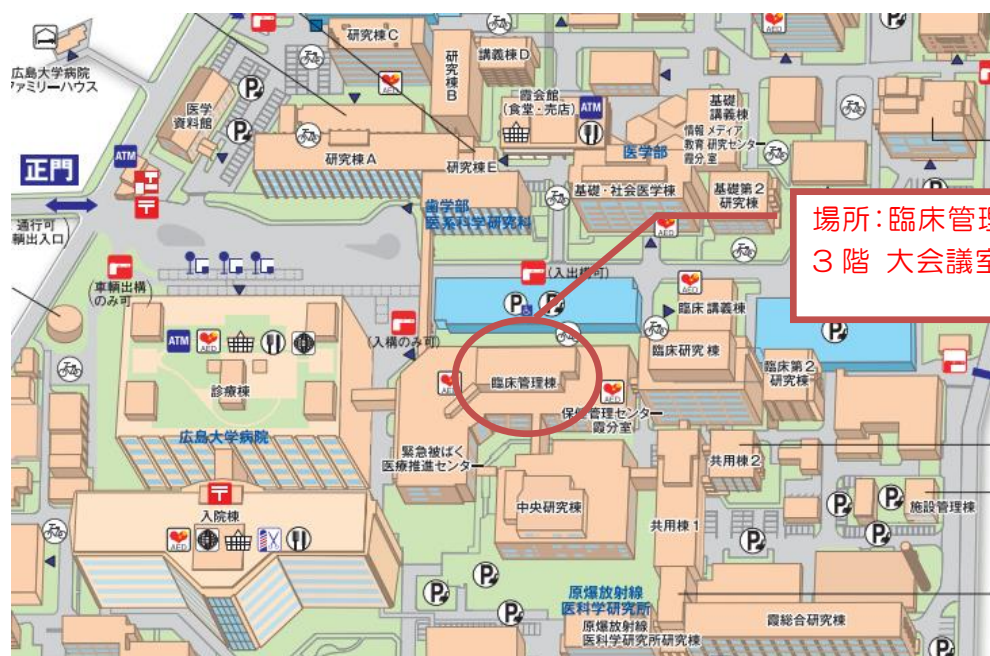 研究棟C
講義棟D
広島大学病院
ファミリーハウス
研究棟B
医学
資料館
霞会館
(食堂・売店)
ATM
基礎
講義棟
情報 メディア
教育 研究センター
霞分室
正門
ATM
研究棟A
研究棟E
医学部
基礎・社会医学棟
基礎第2
研究棟
歯学部
医系科学研究科
通行可
輌出入口
AED
場所:臨床管理
3階 大会議室
車輌出構
のみ可
(入出構可)
(入構のみ可)
臨床 講義棟
臨床研究 棟
臨床第2
研究棟
ATM
AED
診療棟
広島大学病院
臨床管理棟
AED
AED
保健管理センター
霞分室
緊急被ばく
医療推進センター
共用棟2
中央研究棟
共用棟1
施設管理棟
入院棟
AED
原爆放射線
医科学研究所
原爆放射線
医科学研究所研究棟
霞総合研究棟